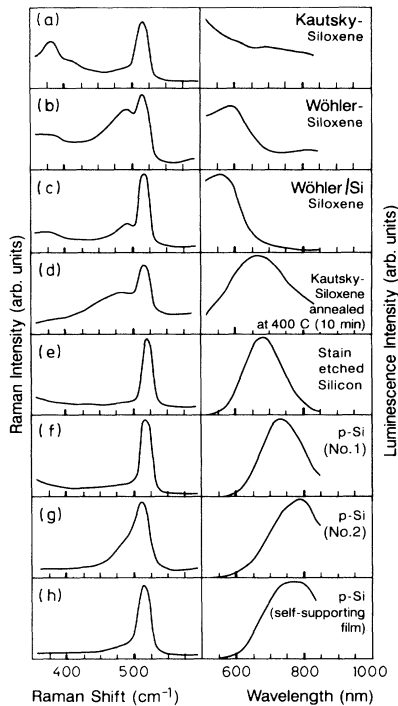 (a)
Kautsky-
Siloxene
(b)
Wöhler-
Siloxene
(c)
Wöhler/Si
Siloxene
(d)
Kautsky-
Siloxene
annealed
at 400 C (10 min)
(e)
Stain
etched
Silicon
(f)
p-Si
(No.1)
(g)
p-Si
(No.2)
(h)
p-Si
(self-supporting
film)
Raman Intensity (arb. units)
Luminescence Intensity (arb. units)
400 500 600 800 1000
Raman Shift (cm⁻¹) Wavelength (nm)